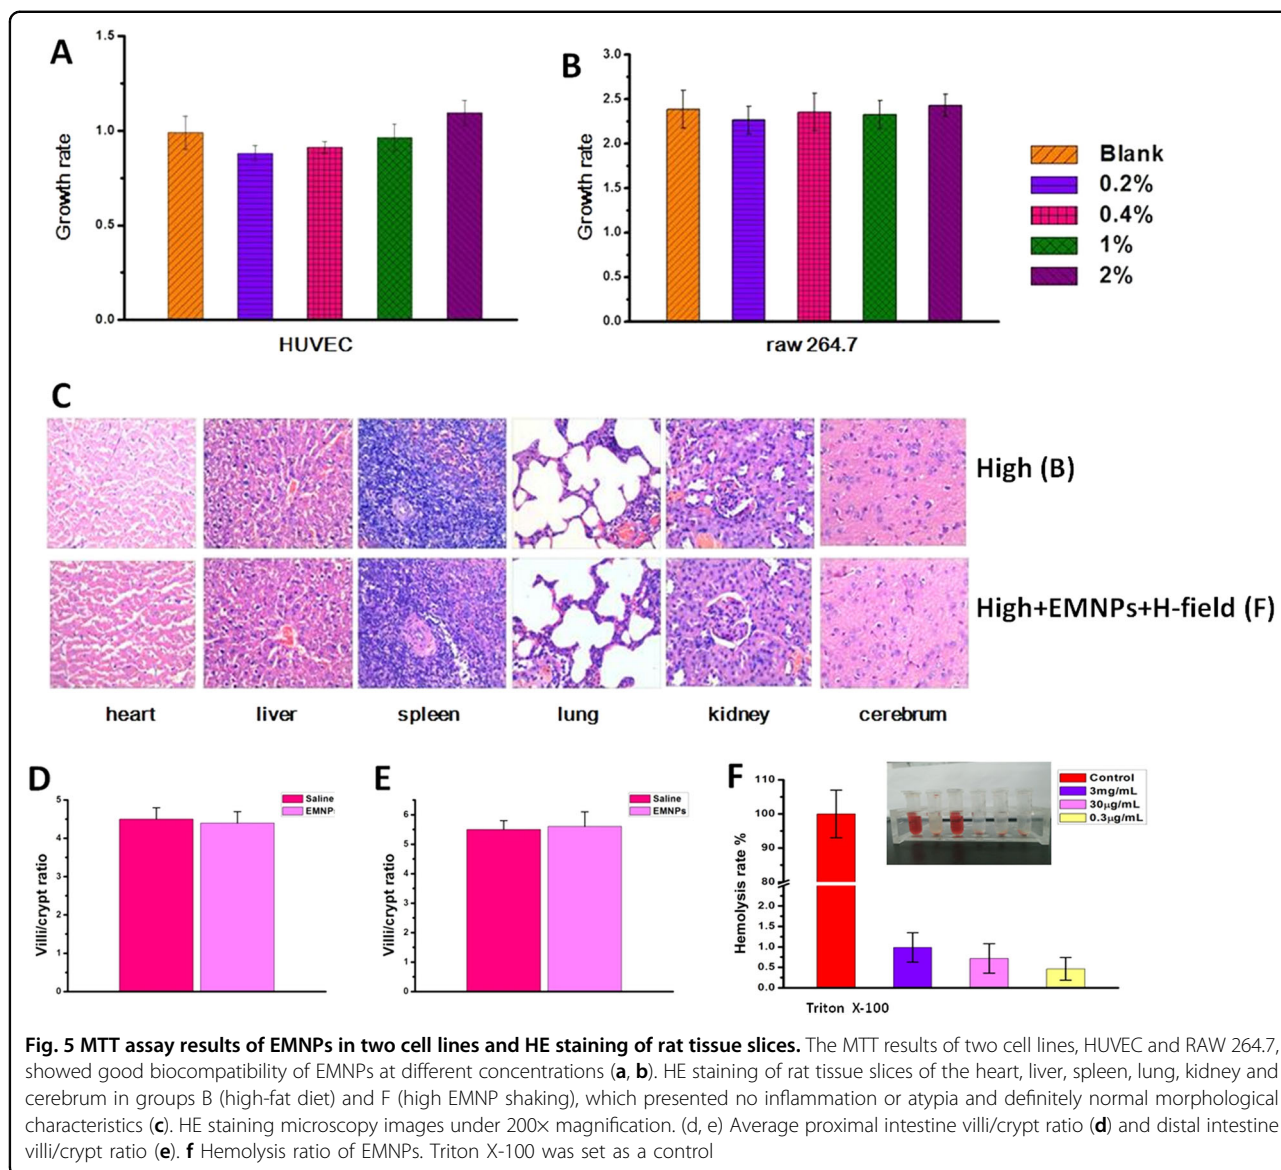 A
1.5
1.0
0.5
0.0
Growth rate
HUVEC
B
3.0
2.5
2.0
1.5
1.0
0.5
0.0
Growth rate
raw 264.7
Blank
0.2%
0.4%
1%
2%
C
High (B)
High+EMNPs+H-field (F)
heart liver spleen lung kidney cerebrum
D
5
4
3
2
1
0
Villi/crypt ratio
Saline
EMNPs
E
6
5
4
3
2
1
0
Villi/crypt ratio
Saline
EMNPs
F
110
100
90
80
2.0
1.5
1.0
0.5
0.0
Hemolysis rate %
Triton X-100
Control
3mg/mL
30μg/mL
0.3μg/mL
Fig. 5 MTT assay results of EMNPs in two cell lines and HE staining of rat tissue slices. The MTT results of two cell lines, HUVEC and RAW 264.7,
showed good biocompatibility of EMNPs at different concentrations (a, b). HE staining of rat tissue slices of the heart, liver, spleen, lung, kidney and
cerebrum in groups B (high-fat diet) and F (high EMNP shaking), which presented no inflammation or atypia and definitely normal morphological
characteristics (c). HE staining microscopy images under 200× magnification. (d, e) Average proximal intestine villi/crypt ratio (d) and distal intestine
villi/crypt ratio (e). f Hemolysis ratio of EMNPs. Triton X-100 was set as a control